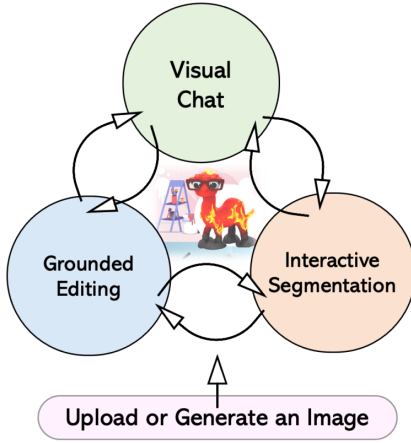 Visual
Chat
Grounded
Editing
Interactive
Segmentation
Upload or Generate an Image